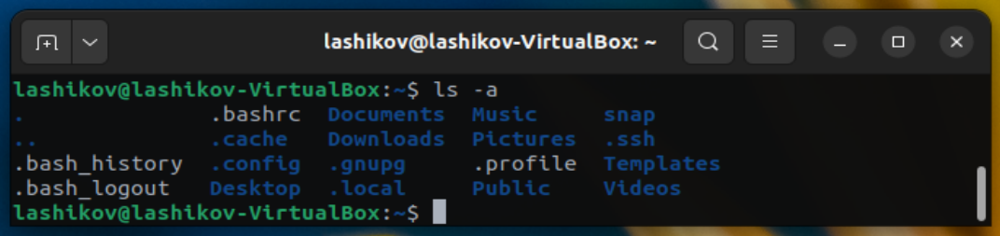 lashikov@lashikov-VirtualBox: ~
lashikov@lashikov-VirtualBox:~$ ls -a
. .bashrc Documents Music snap
.. .cache Downloads Pictures .ssh
.bash_history .config .gnupg .profile Templates
.bash_logout Desktop .local Public Videos
lashikov@lashikov-VirtualBox:~$